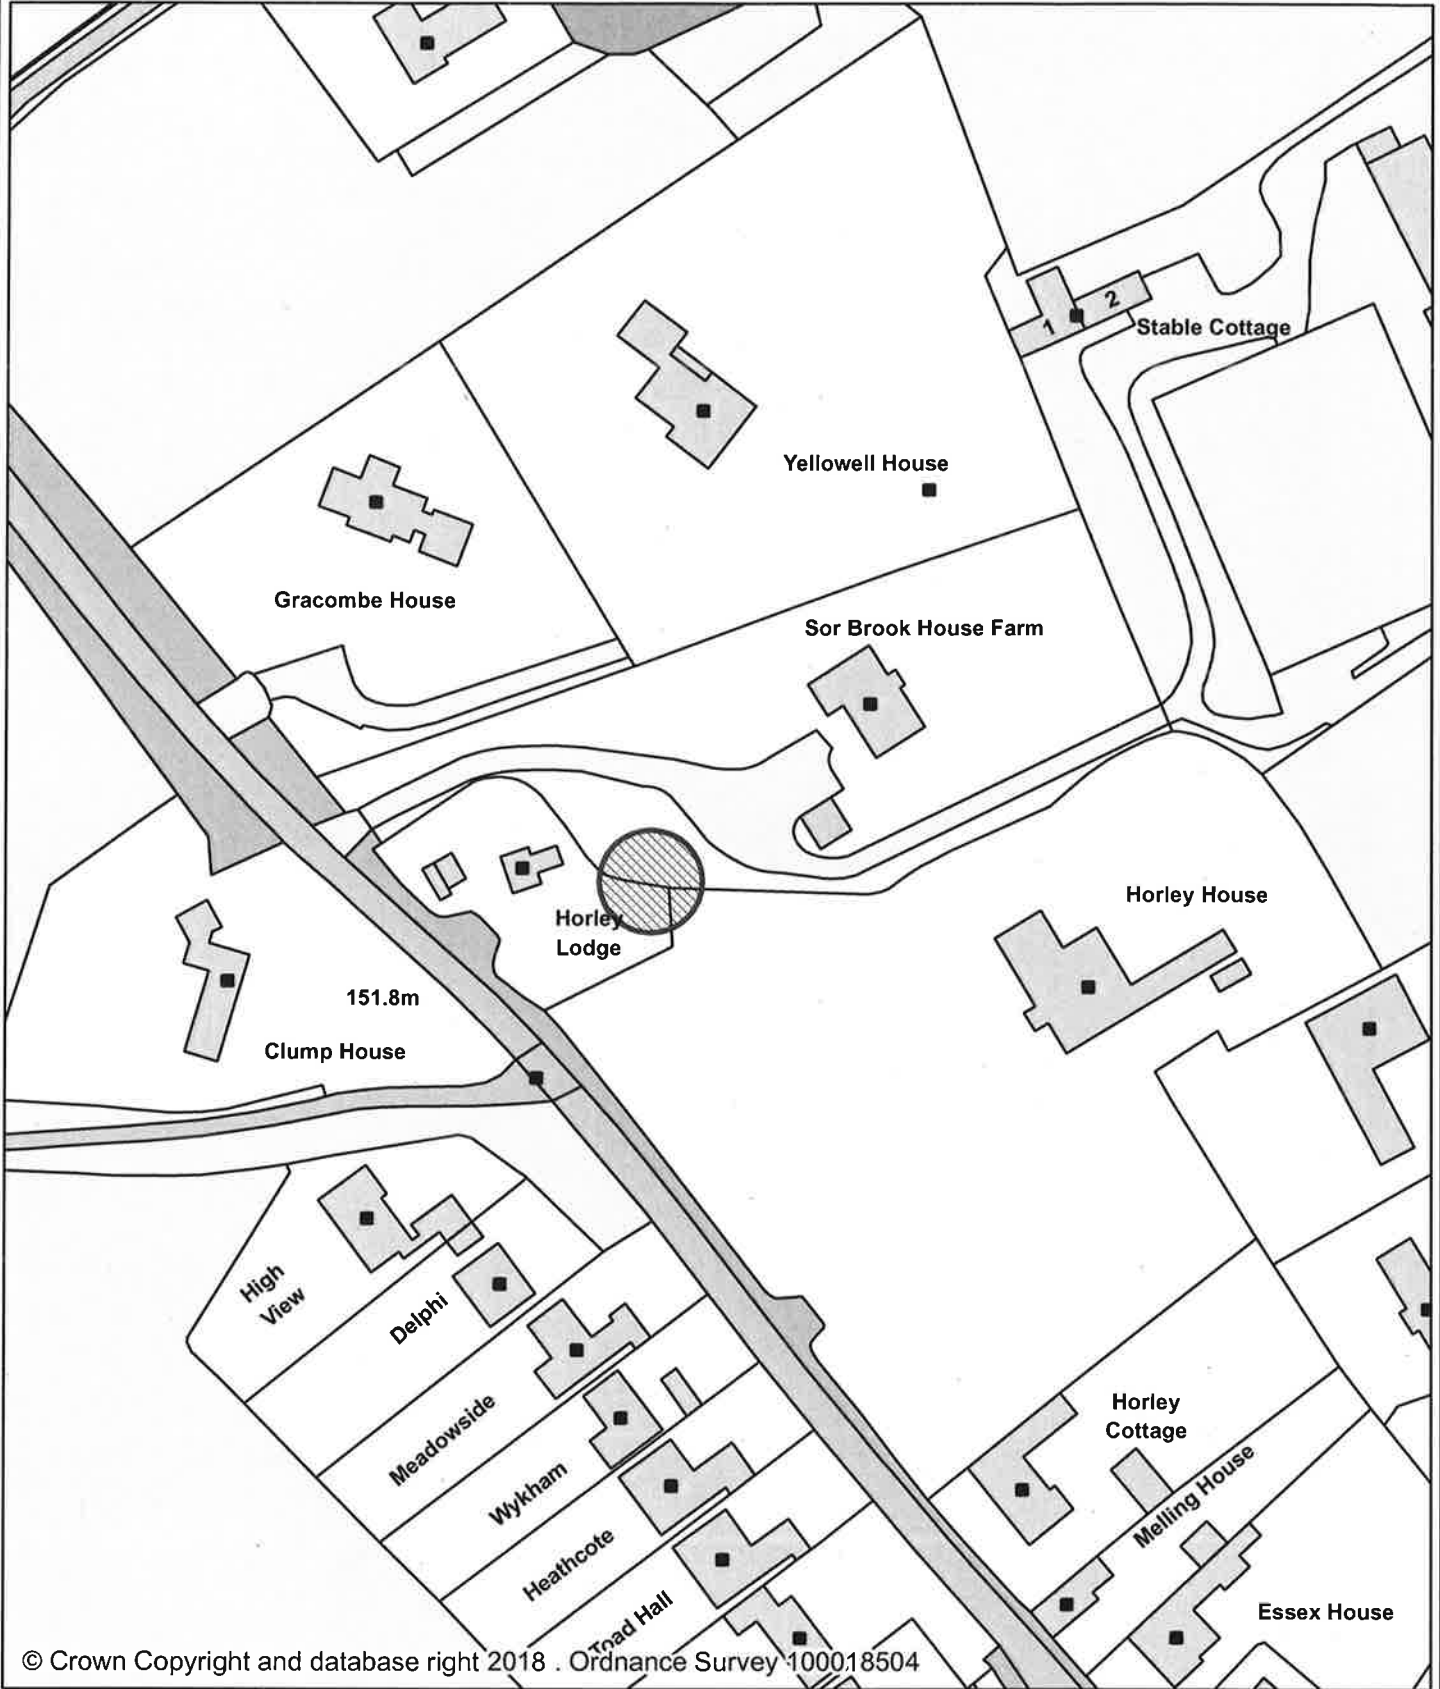 2
1
Stable Cottage
Yellowell House
Gracombe House
Sor Brook House Farm
Horley House
Horley
Lodge
151.8m
Clump House
High
View
Delphi
Meadowside
Horley
Cottage
Wykham
Melling House
Heathcote
Toad Hall
Essex House
© Crown Copyright and database right 2018 . Ordnance Survey 100018504